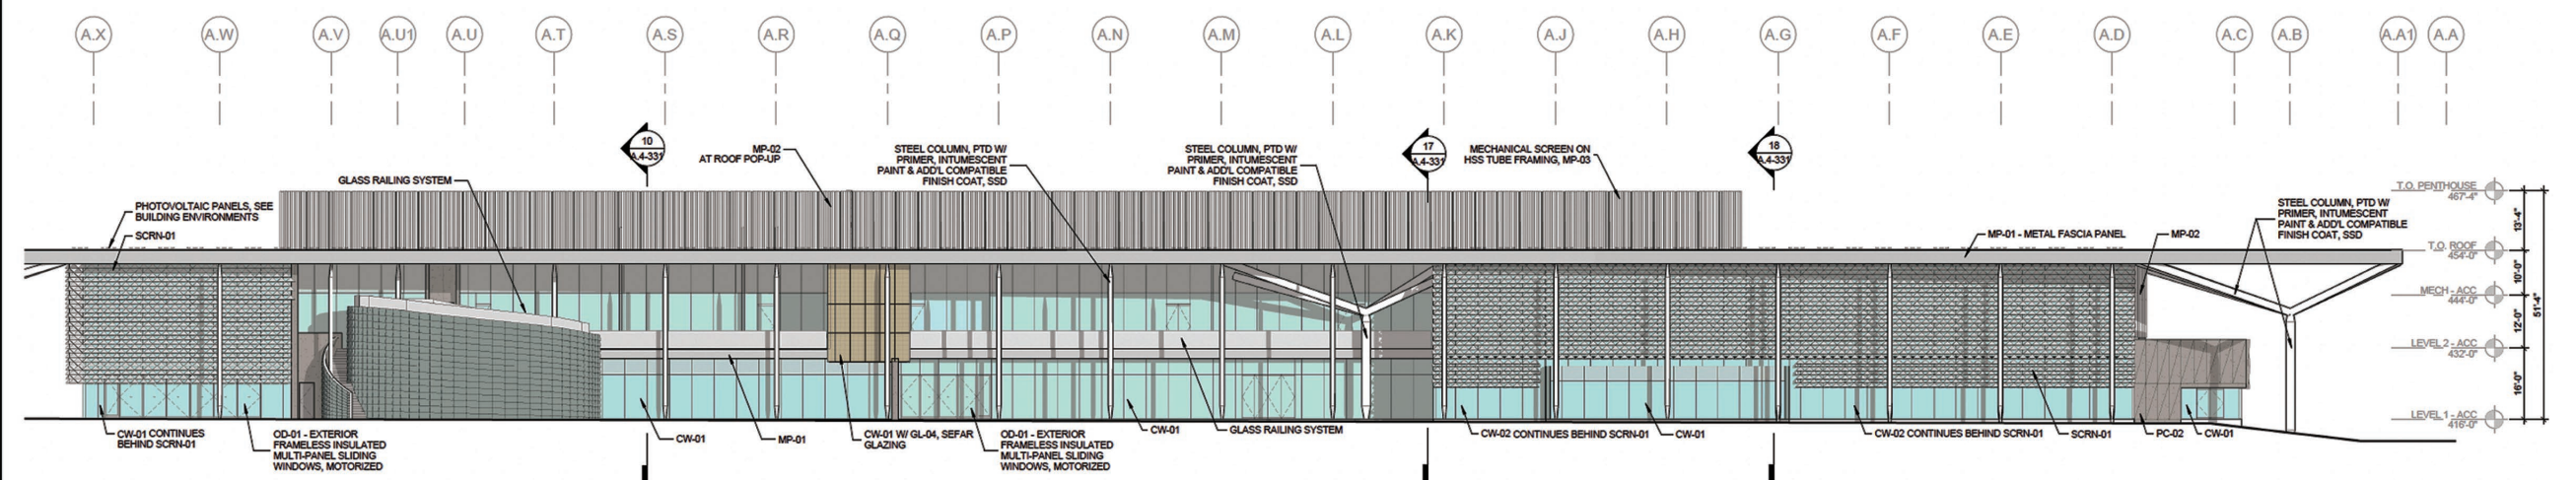 A.X
A.W
A.V
A.U1
A.U
A.T
A.S
A.R
A.Q
A.P
A.N
A.M
A.L
A.K
A.J
A.H
A.G
A.F
A.E
A.D
A.C
A.B
A.A1
A.A
10
A.4-331
17
A.4-331
18
A.4-331
PHOTOVOLTAIC PANELS, SEE
BUILDING ENVIRONMENTS
SCRN-01
GLASS RAILING SYSTEM
MP-02
AT ROOF POP-UP
STEEL COLUMN, PTD W/
PRIMER, INTUMESCENT
PAINT & ADD'L COMPATIBLE
FINISH COAT, SSD
STEEL COLUMN, PTD W/
PRIMER, INTUMESCENT
PAINT & ADD'L COMPATIBLE
FINISH COAT, SSD
MECHANICAL SCREEN ON
HSS TUBE FRAMING, MP-03
MP-01 - METAL FASCIA PANEL
MP-02
STEEL COLUMN, PTD W/
PRIMER, INTUMESCENT
PAINT & ADD'L COMPATIBLE
FINISH COAT, SSD
T.O. PENTHOUSE
467'-4"
T.O. ROOF
454'-0"
MECH - ACC
444'-0"
LEVEL 2 - ACC
432'-0"
LEVEL 1 - ACC
416'-0"
13'-4"
10'-0"
12'-0"
16'-0"
51'-4"
CW-01 CONTINUES
BEHIND SCRN-01
OD-01 - EXTERIOR
FRAMELESS INSULATED
MULTI-PANEL SLIDING
WINDOWS, MOTORIZED
CW-01
MP-01
CW-01 W/ GL-04, SEFAR
GLAZING
OD-01 - EXTERIOR
FRAMELESS INSULATED
MULTI-PANEL SLIDING
WINDOWS, MOTORIZED
CW-01
GLASS RAILING SYSTEM
CW-02 CONTINUES BEHIND SCRN-01
CW-01
CW-02 CONTINUES BEHIND SCRN-01
SCRN-01
PC-02
CW-01